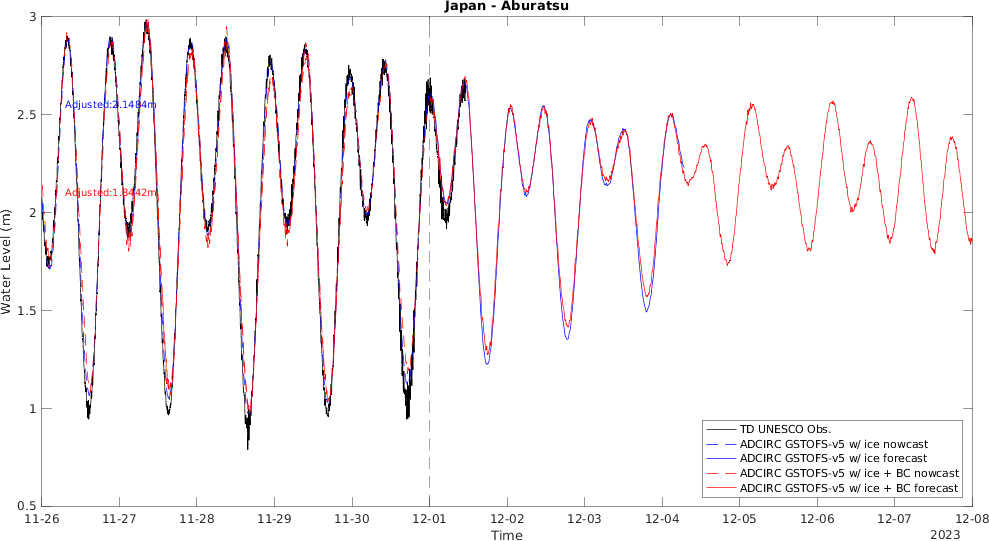 Japan - Aburatsu
3
2.5
2
1.5
1
0.5
Water Level (m)
Adjusted:2.1484m
Adjusted:1.8442m
TD UNESCO Obs.
ADCIRC GSTOFS-v5 w/ ice nowcast
ADCIRC GSTOFS-v5 w/ ice forecast
ADCIRC GSTOFS-v5 w/ ice + BC nowcast
ADCIRC GSTOFS-v5 w/ ice + BC forecast
11-26 11-27 11-28 11-29 11-30 12-01 12-02 12-03 12-04 12-05 12-06 12-07 12-08
Time
2023